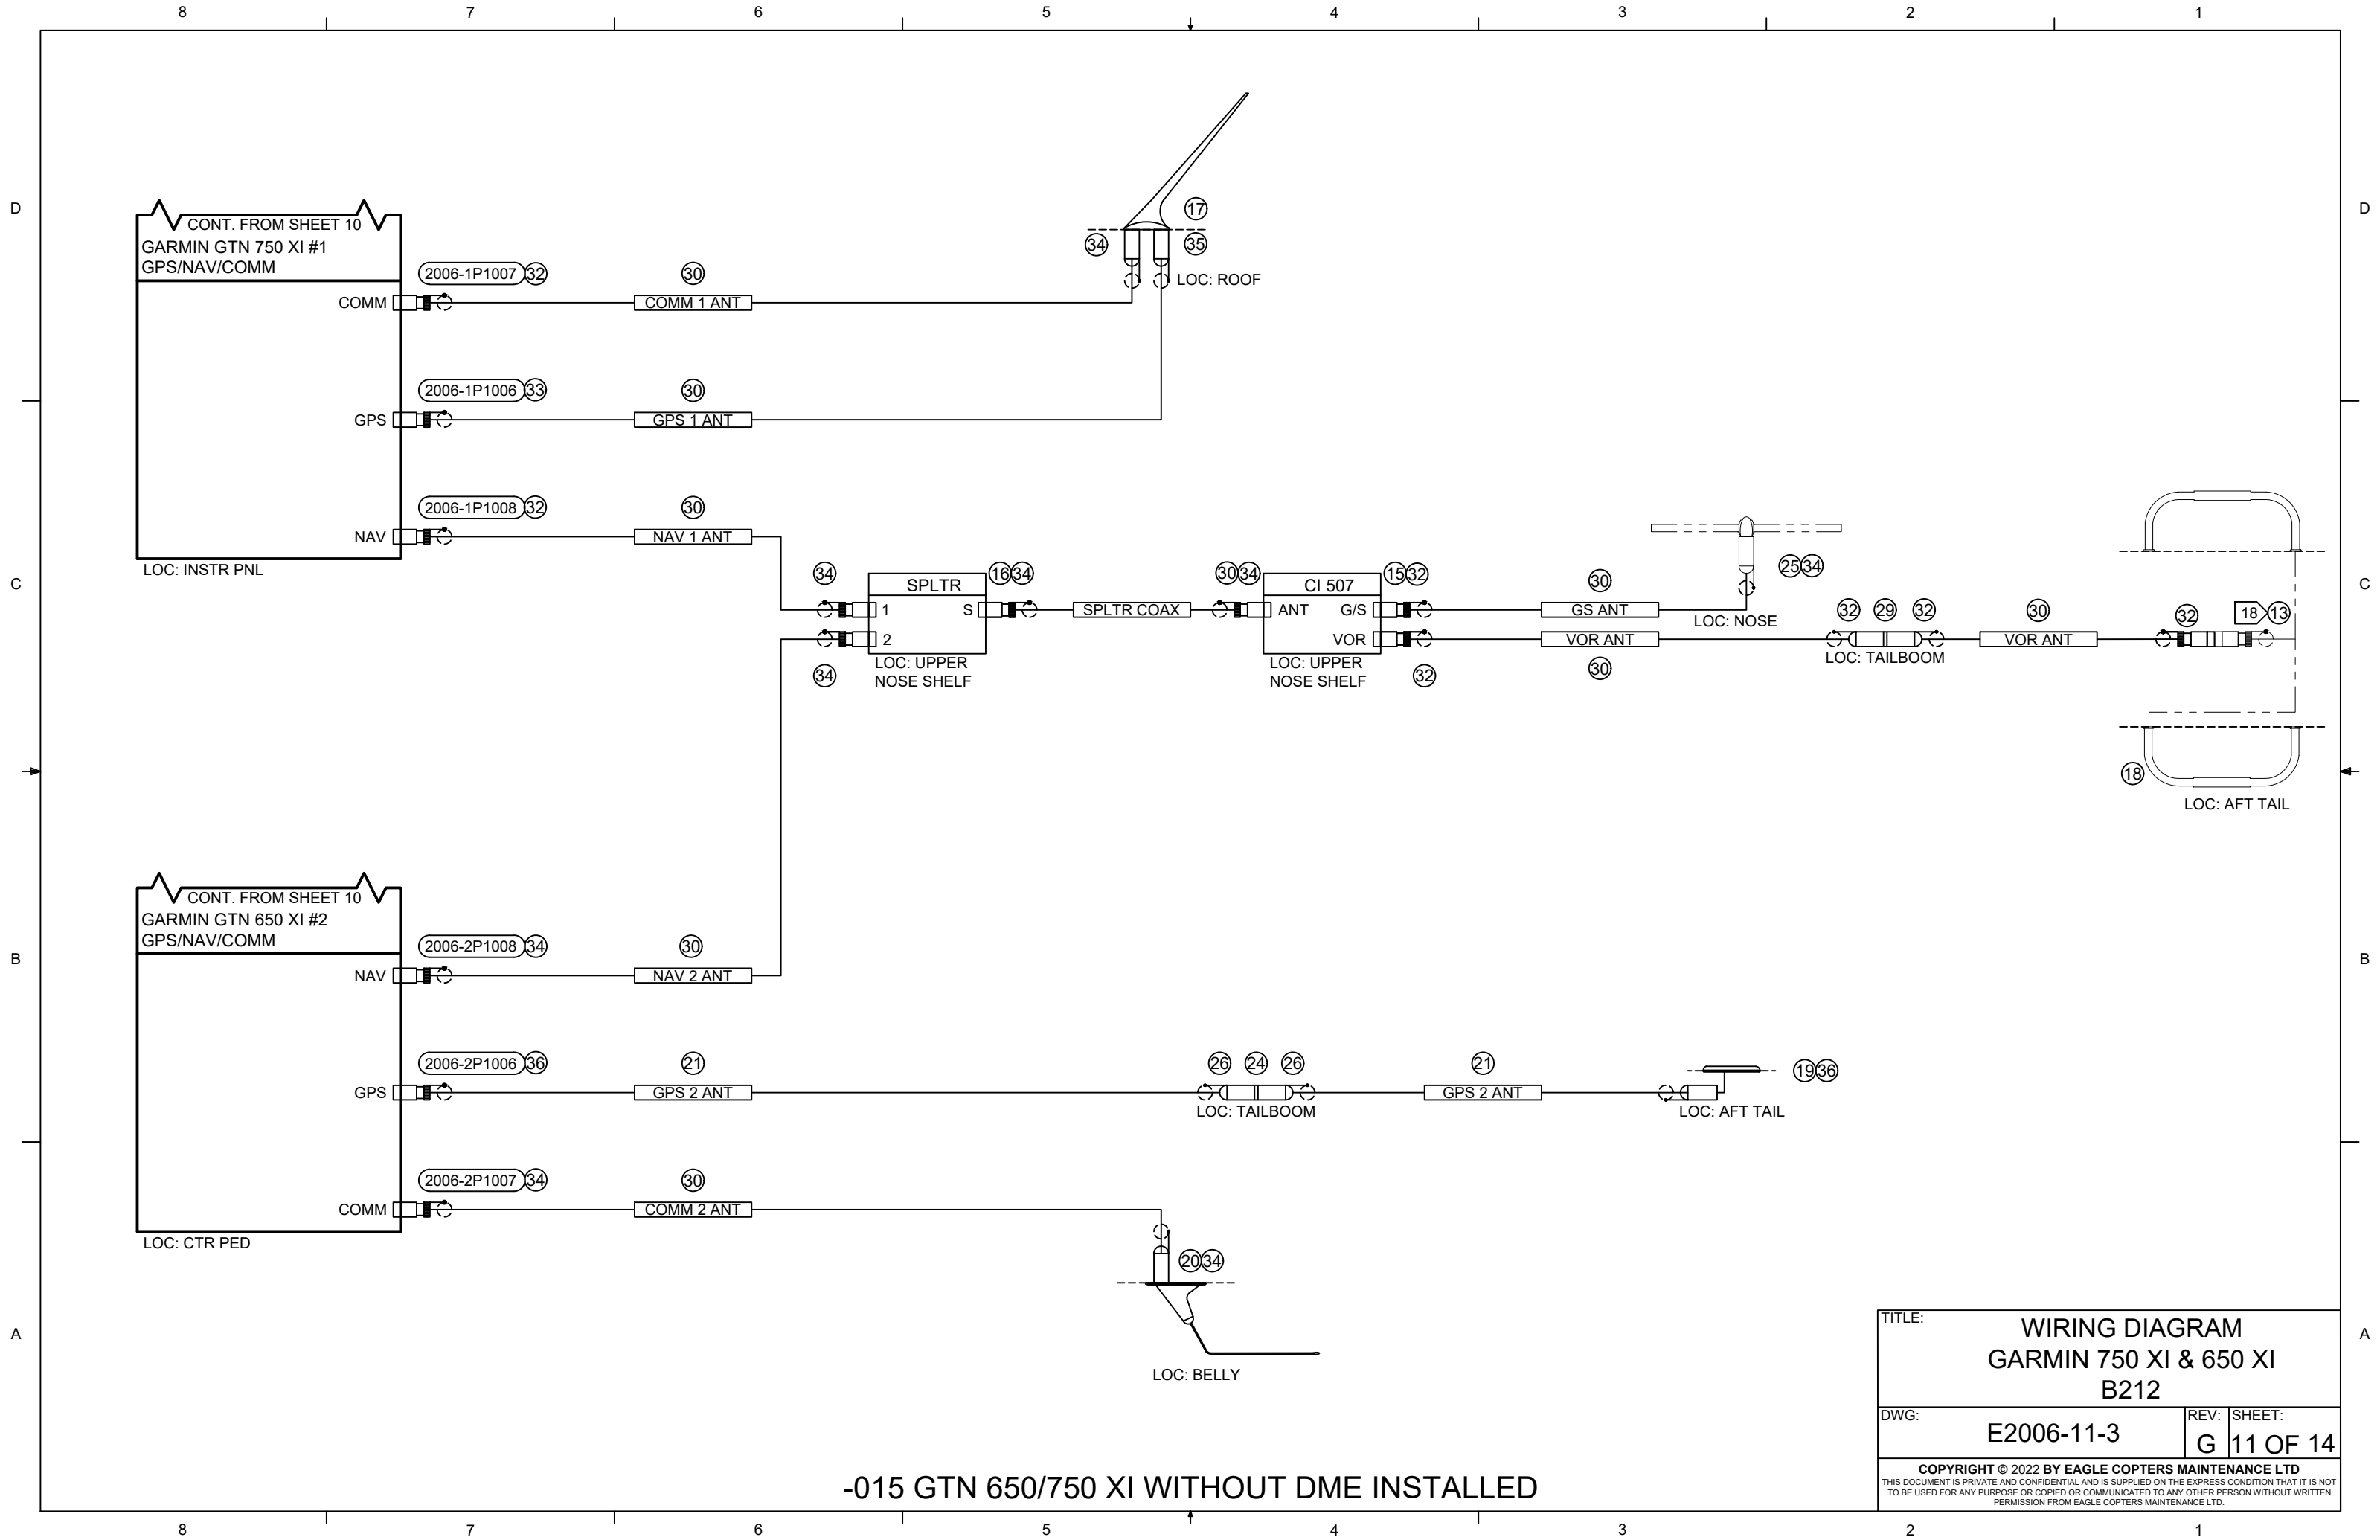 8 7 6 5 4 3 2 1
D D
17
34 35
LOC: ROOF
CONT. FROM SHEET 10
GARMIN GTN 750 XI #1
GPS/NAV/COMM
2006-1P1007 32 30
COMM COMM 1 ANT
2006-1P1006 33 30
GPS GPS 1 ANT
2006-1P1008 32 30
NAV NAV 1 ANT
LOC: INSTR PNL
C C
34 SPLTR 16 34 30 34 CI 507 15 32 30 25 34
1 S SPLTR COAX ANT G/S GS ANT
LOC: NOSE
32 29 32 30 32 18 13
2 VOR VOR ANT VOR ANT
LOC: TAILBOOM
34 LOC: UPPER
NOSE SHELF
LOC: UPPER
NOSE SHELF
32 30
18
LOC: AFT TAIL
CONT. FROM SHEET 10
GARMIN GTN 650 XI #2
GPS/NAV/COMM
B B
2006-2P1008 34 30
NAV NAV 2 ANT
2006-2P1006 36 21 26 24 26 21 19 36
GPS GPS 2 ANT GPS 2 ANT
LOC: TAILBOOM LOC: AFT TAIL
2006-2P1007 34 30
COMM COMM 2 ANT
LOC: CTR PED
20 34
LOC: BELLY
A A
TITLE:
WIRING DIAGRAM
GARMIN 750 XI & 650 XI
B212
DWG: E2006-11-3
REV: G
SHEET: 11 OF 14
COPYRIGHT © 2022 BY EAGLE COPTERS MAINTENANCE LTD
THIS DOCUMENT IS PRIVATE AND CONFIDENTIAL AND IS SUPPLIED ON THE EXPRESS CONDITION THAT IT IS NOT
TO BE USED FOR ANY PURPOSE OR COPIED OR COMMUNICATED TO ANY OTHER PERSON WITHOUT WRITTEN
PERMISSION FROM EAGLE COPTERS MAINTENANCE LTD.
-015 GTN 650/750 XI WITHOUT DME INSTALLED
8 7 6 5 4 3 2 1